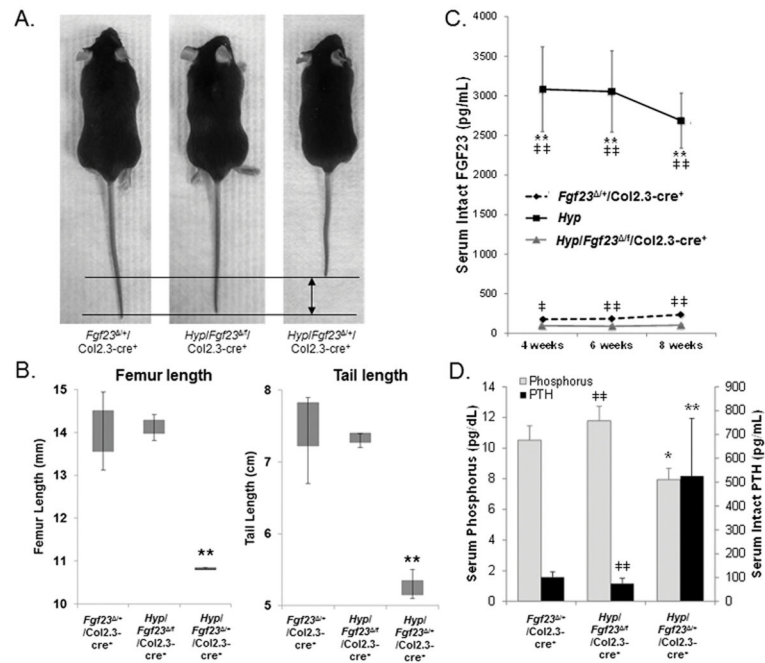 A.
Fgf23Δ/+/
Col2.3-cre+
Hyp/Fgf23Δ/f/
Col2.3-cre+
Hyp/Fgf23Δ/+/
Col2.3-cre+
B.
Femur length
Femur Length (mm)
15
14
13
12
11
10
**
Fgf23Δ/+
/Col2.3-
cre+
Hyp/
Fgf23Δ/f
/Col2.3-
cre+
Hyp/
Fgf23Δ/+
/Col2.3-
cre+
Tail length
Tail Length (cm)
8
7
6
5
**
Fgf23Δ/+
/Col2.3-
cre+
Hyp/
Fgf23Δ/f
/Col2.3-
cre+
Hyp/
Fgf23Δ/+
/Col2.3-
cre+
C.
Serum Intact FGF23 (pg/mL)
4000
3500
3000
2500
2000
1500
1000
500
0
**
‡‡
**
‡‡
**
‡‡
Fgf23Δ/+/Col2.3-cre+
Hyp
Hyp/Fgf23Δ/f/Col2.3-cre+
‡
‡‡
‡‡
4 weeks
6 weeks
8 weeks
D.
Phosphorus
PTH
Serum Phosphorus (pg/dL)
14
12
10
8
6
4
2
0
Serum Intact PTH (pg/mL)
900
800
700
600
500
400
300
200
100
0
‡‡
‡‡
*
**
Fgf23Δ/+
/Col2.3-
cre+
Hyp/
Fgf23Δ/f
/Col2.3-
cre+
Hyp/
Fgf23Δ/+
/Col2.3-
cre+